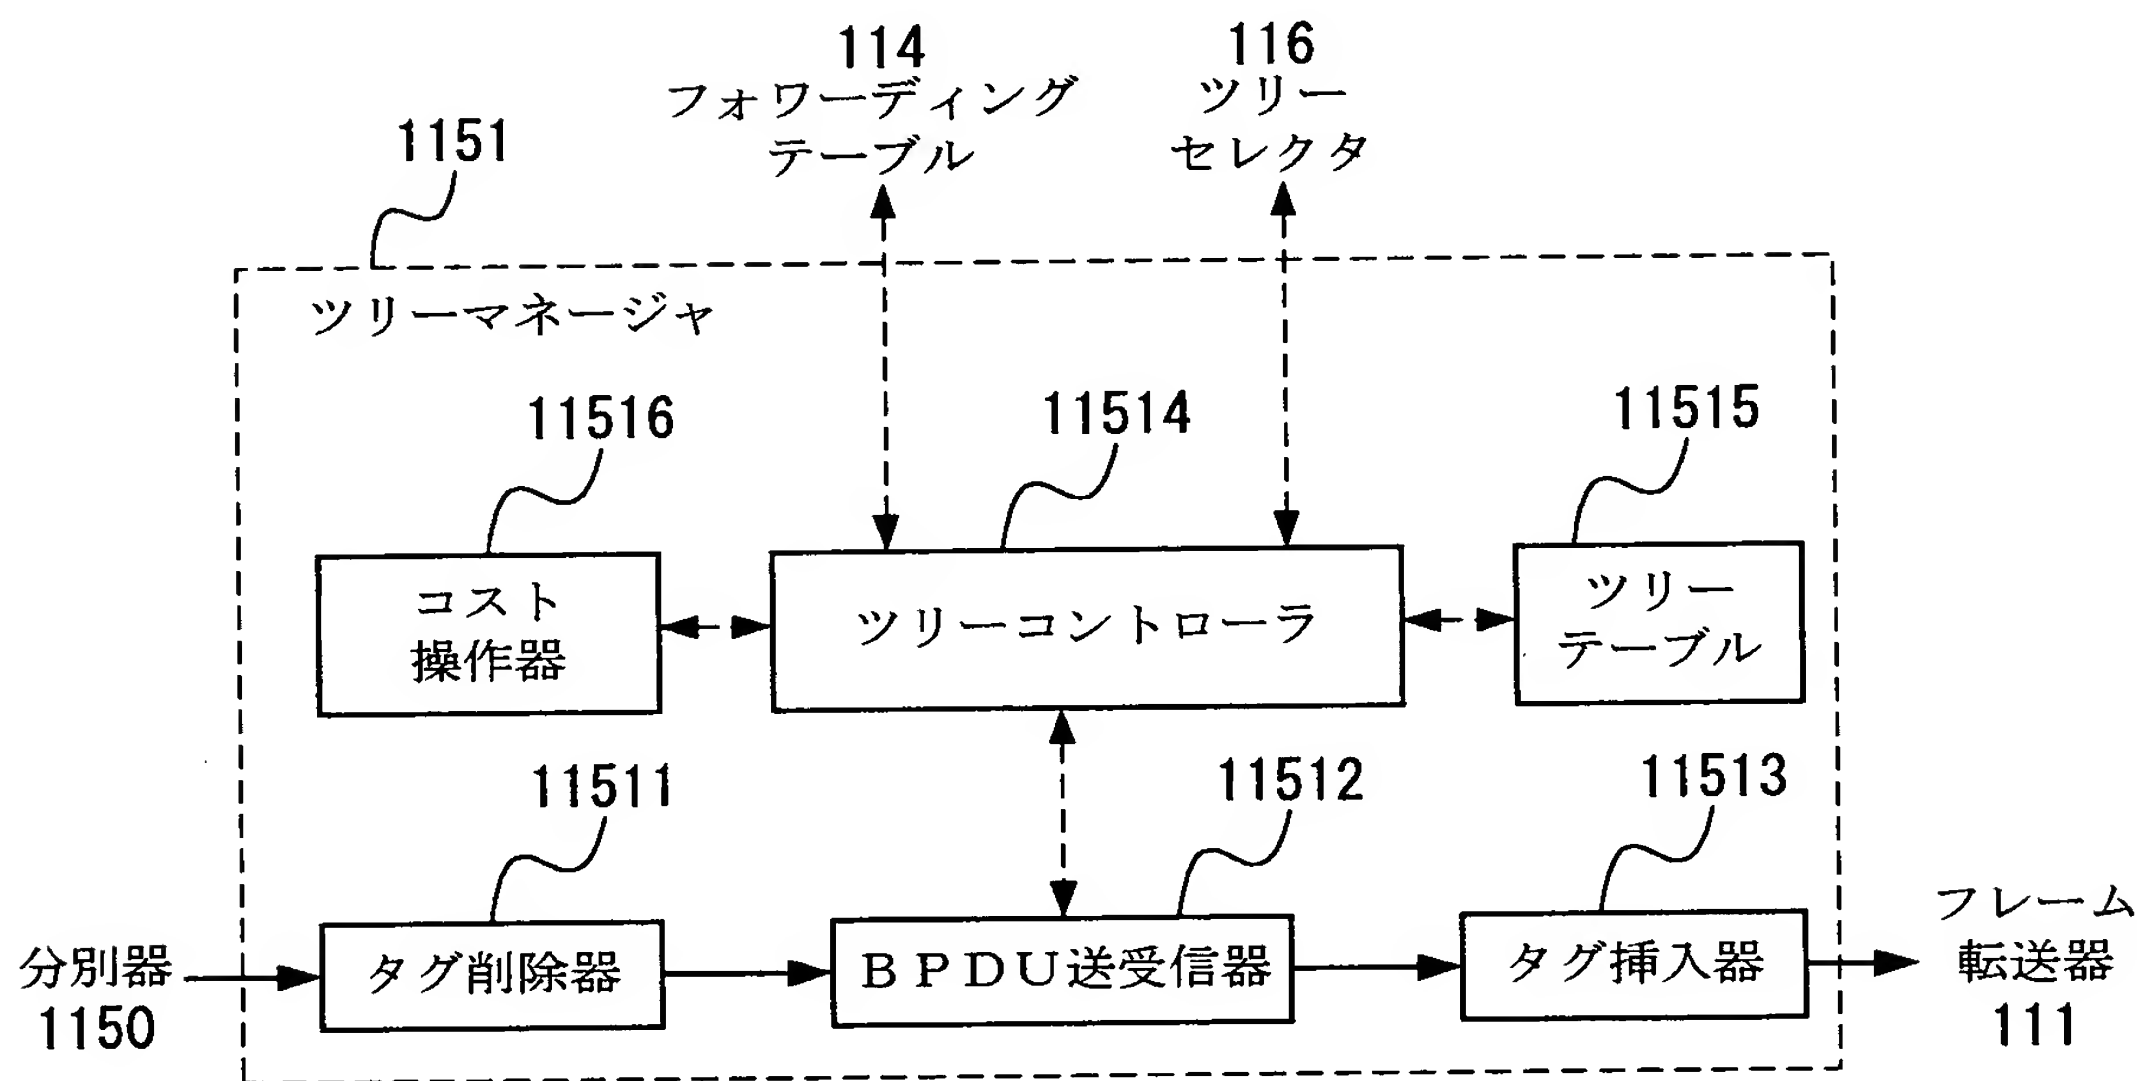 114
フォワーディング
テーブル
116
ツリー
セレクタ
1151
ツリーマネージャ
11516
コスト
操作器
11514
ツリーコントローラ
11515
ツリー
テーブル
11511
タグ削除器
11512
ＢＰＤＵ送受信器
11513
タグ挿入器
分別器
1150
フレーム
転送器
111